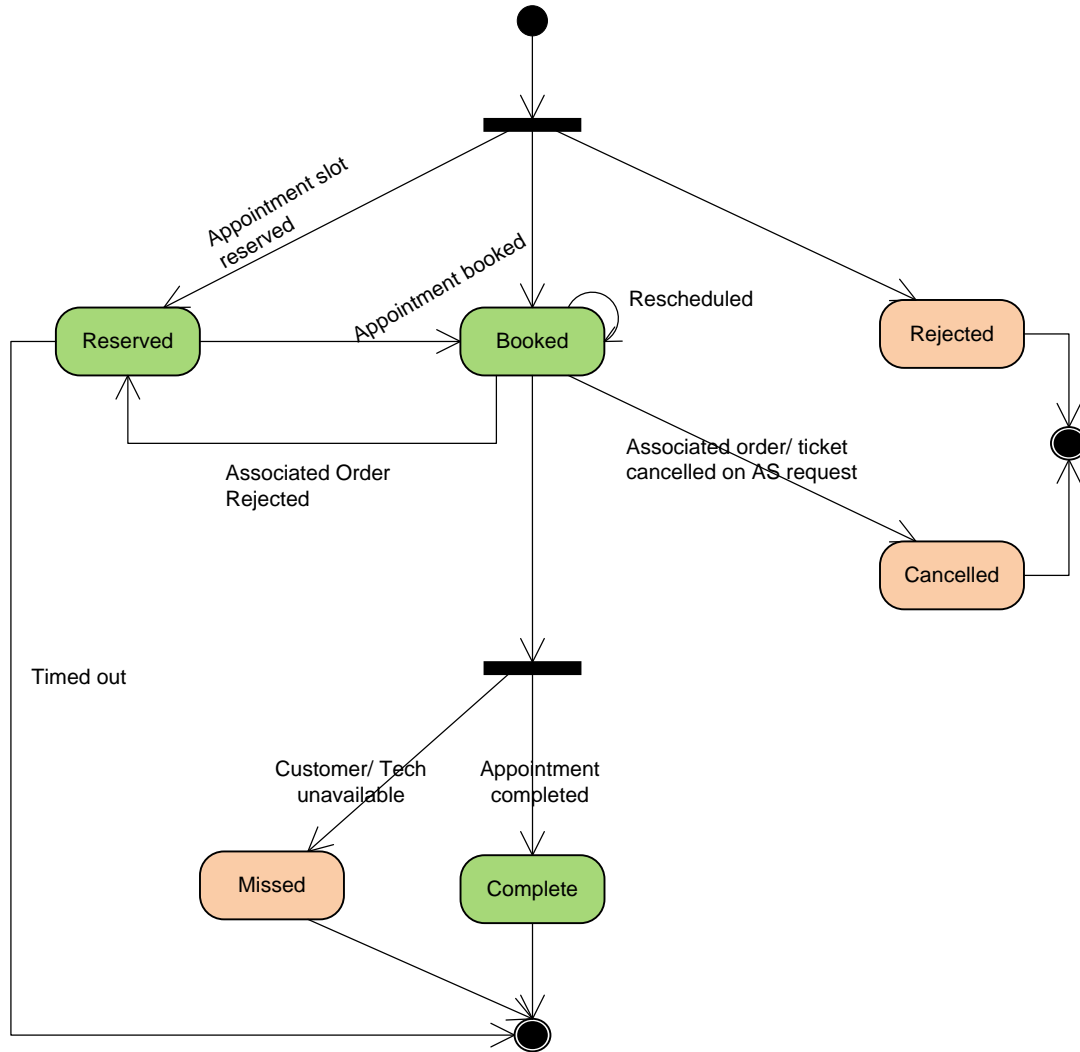 Appointment slot
reserved
Appointment booked
Rescheduled
Reserved
Booked
Rejected
Associated Order
Rejected
Associated order/ ticket
cancelled on AS request
Cancelled
Timed out
Customer/ Tech
unavailable
Appointment
completed
Missed
Complete